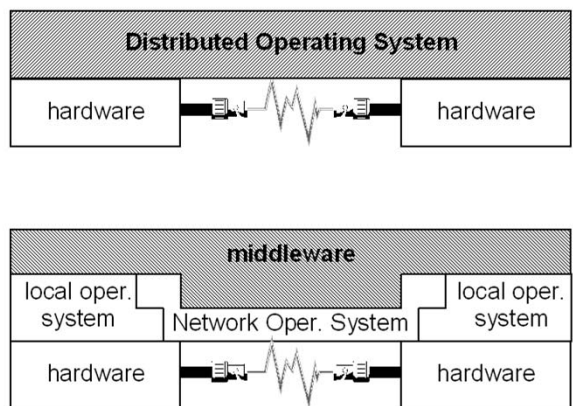 Distributed Operating System
hardware
hardware
middleware
local oper.
system
local oper.
system
Network Oper. System
hardware
hardware